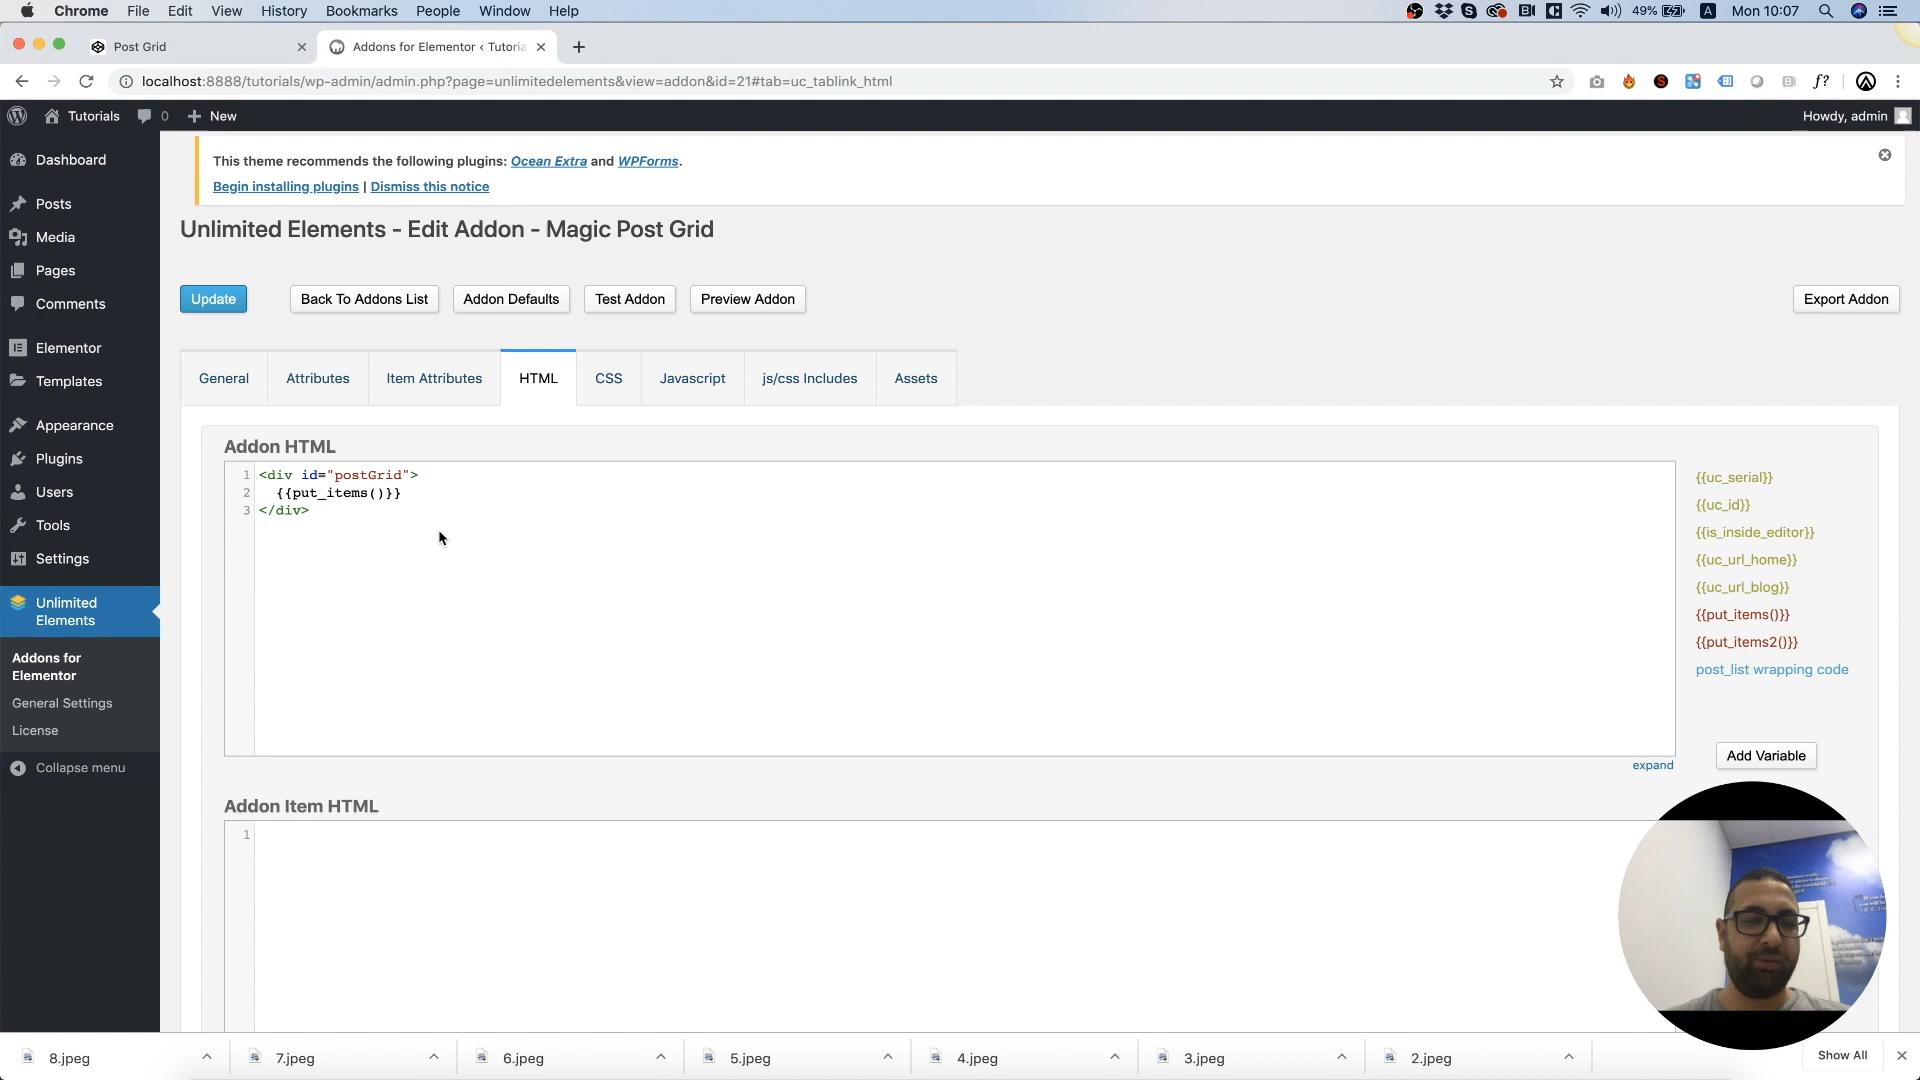 Chrome File Edit View History Bookmarks People Window Help
49% A Mon 10:07
Post Grid
Addons for Elementor ‹ Tutoria
localhost:8888/tutorials/wp-admin/admin.php?page=unlimitedelements&view=addon&id=21#tab=uc_tablink_html
f?
Tutorials 0 New
Howdy, admin
Dashboard
Posts
Media
Pages
Comments
Elementor
Templates
Appearance
Plugins
Users
Tools
Settings
Unlimited
Elements
Addons for
Elementor
General Settings
License
Collapse menu
This theme recommends the following plugins: Ocean Extra and WPForms.
Begin installing plugins | Dismiss this notice
Unlimited Elements - Edit Addon - Magic Post Grid
Update
Back To Addons List
Addon Defaults
Test Addon
Preview Addon
Export Addon
General
Attributes
Item Attributes
HTML
CSS
Javascript
js/css Includes
Assets
Addon HTML
1 <div id="postGrid">
2 {{put_items()}}
3 </div>
{{uc_serial}}
{{uc_id}}
{{is_inside_editor}}
{{uc_url_home}}
{{uc_url_blog}}
{{put_items()}}
{{put_items2()}}
post_list wrapping code
Add Variable
expand
Addon Item HTML
1
8.jpeg
7.jpeg
6.jpeg
5.jpeg
4.jpeg
3.jpeg
2.jpeg
Show All